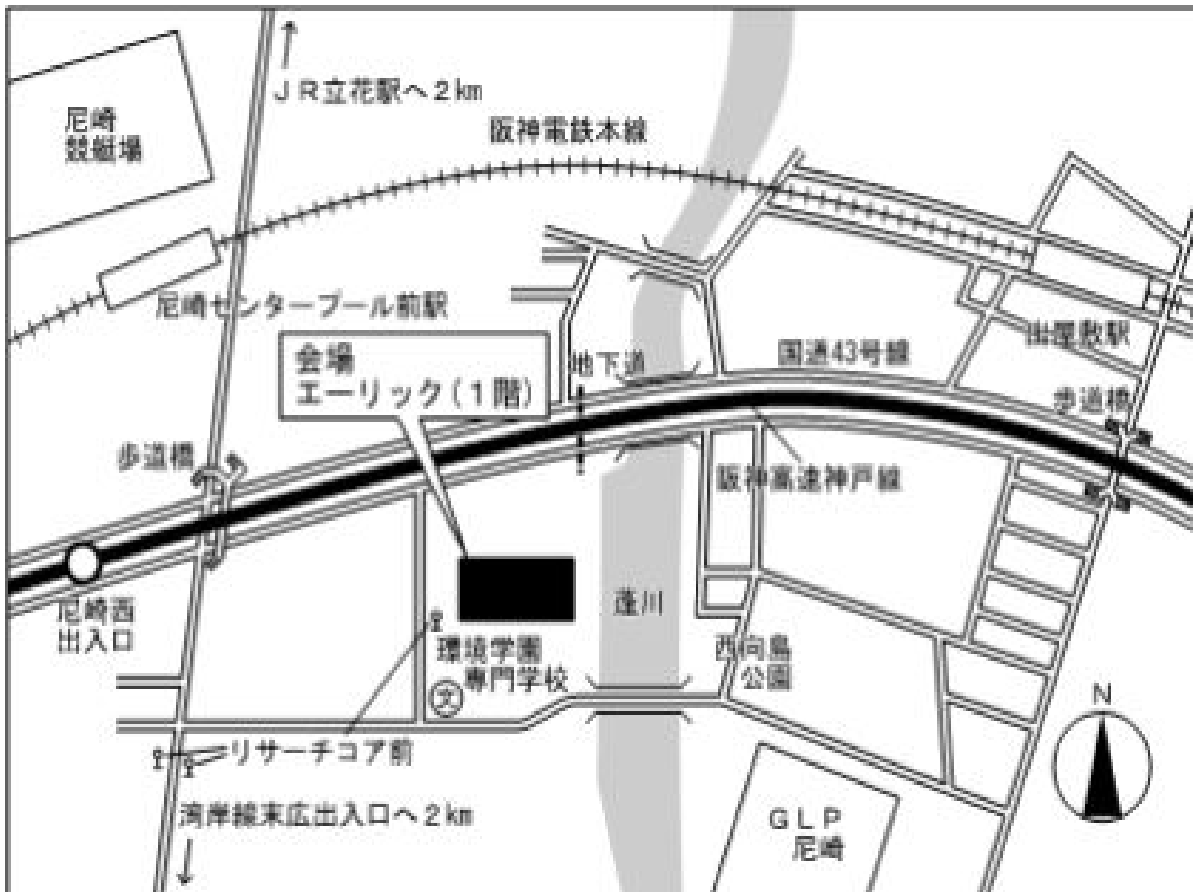 JR立花駅へ2km
尼崎
競艇場
阪神電鉄本線
尼崎センタープール前駅
出屋敷駅
会場
エーリック(1階)
地下道
国道43号線
歩道橋
歩道橋
阪神高速神戸線
尼崎西
出入口
蓬川
環境学園
専門学校
文
西向島
公園
N
リサーチコア前
湾岸線末広出入口へ2km
GLP
尼崎